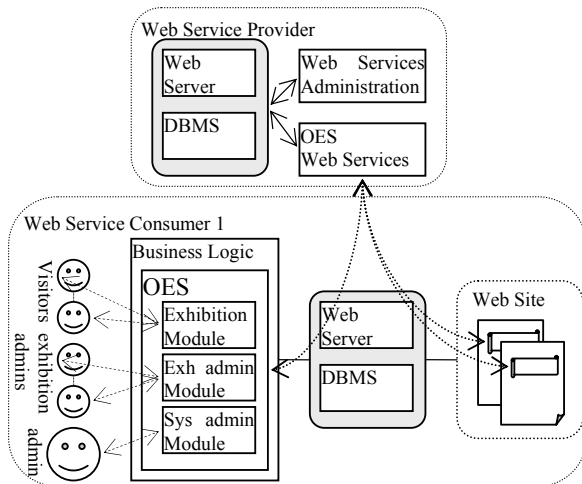 Web Service Provider
Web
Server
DBMS
Web Services
Administration
OES
Web Services
Web Service Consumer 1
Business Logic
OES
Exhibition
Module
Exh admin
Module
Sys admin
Module
Visitors
exhibition
admins
admin
Web
Server
DBMS
Web Site